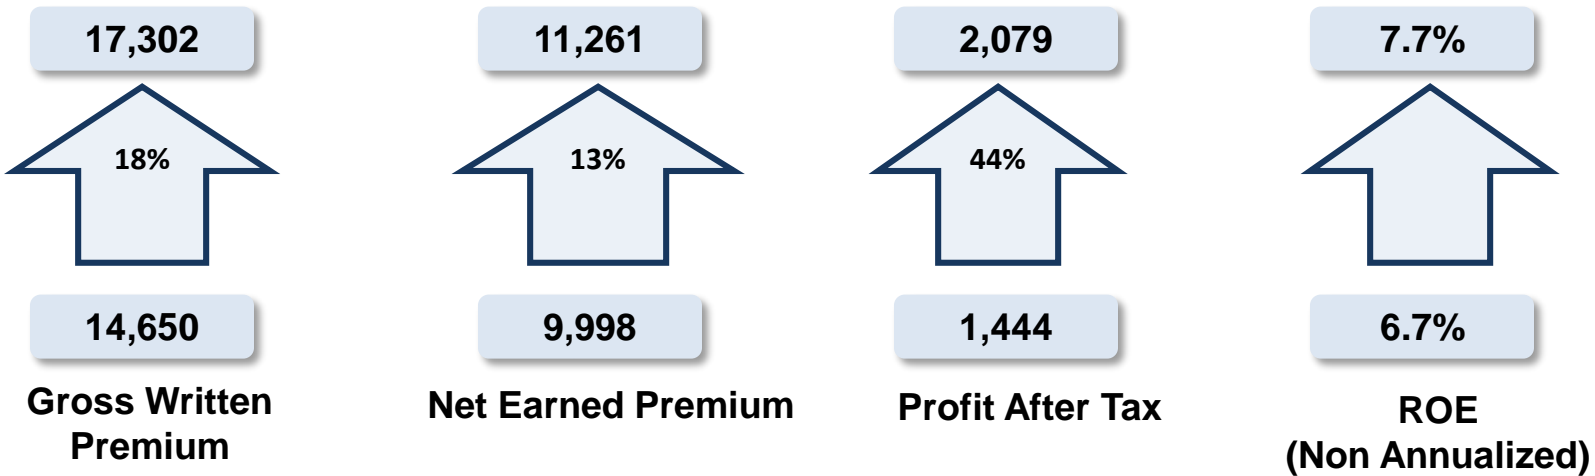 17,302
11,261
2,079
7.7%
18%
13%
44%
14,650
9,998
1,444
6.7%
Gross Written
Premium
Net Earned Premium
Profit After Tax
ROE
(Non Annualized)